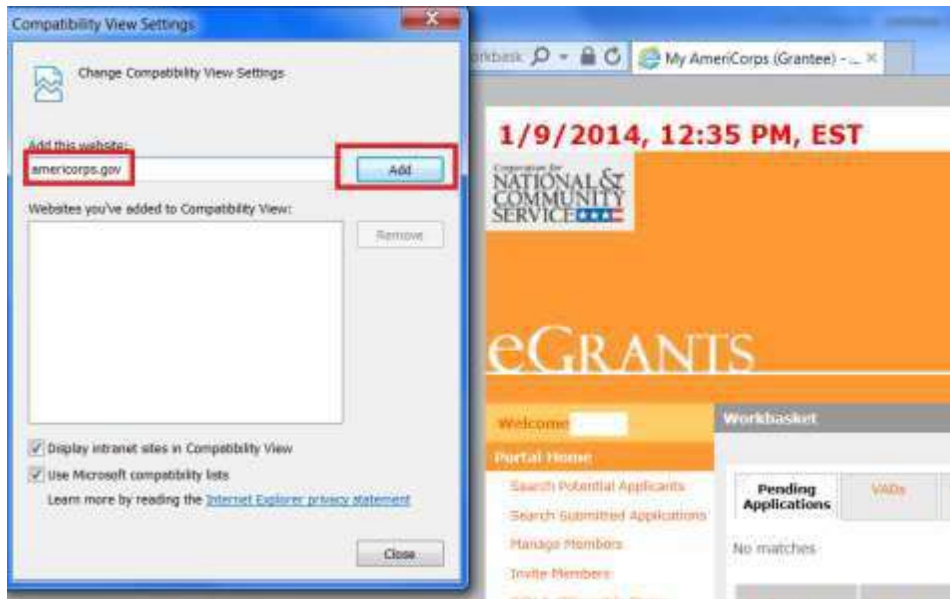 Compatibility View Settings
Change Compatibility View Settings
Add this website:
americorps.gov
Add
Websites you've added to Compatibility View:
Remove
Display intranet sites in Compatibility View
Use Microsoft compatibility lists
Learn more by reading the Internet Explorer privacy statement
Close
My AmeriCorps (Grantee) - ...
1/9/2014, 12:35 PM, EST
Corporation for
NATIONAL &
COMMUNITY
SERVICE
eGRANTS
Welcome
Workbasket
Portal Home
Search Potential Applicants
Search Submitted Applications
Manage Members
Invite Members
Pending
Applications
VADs
No matches